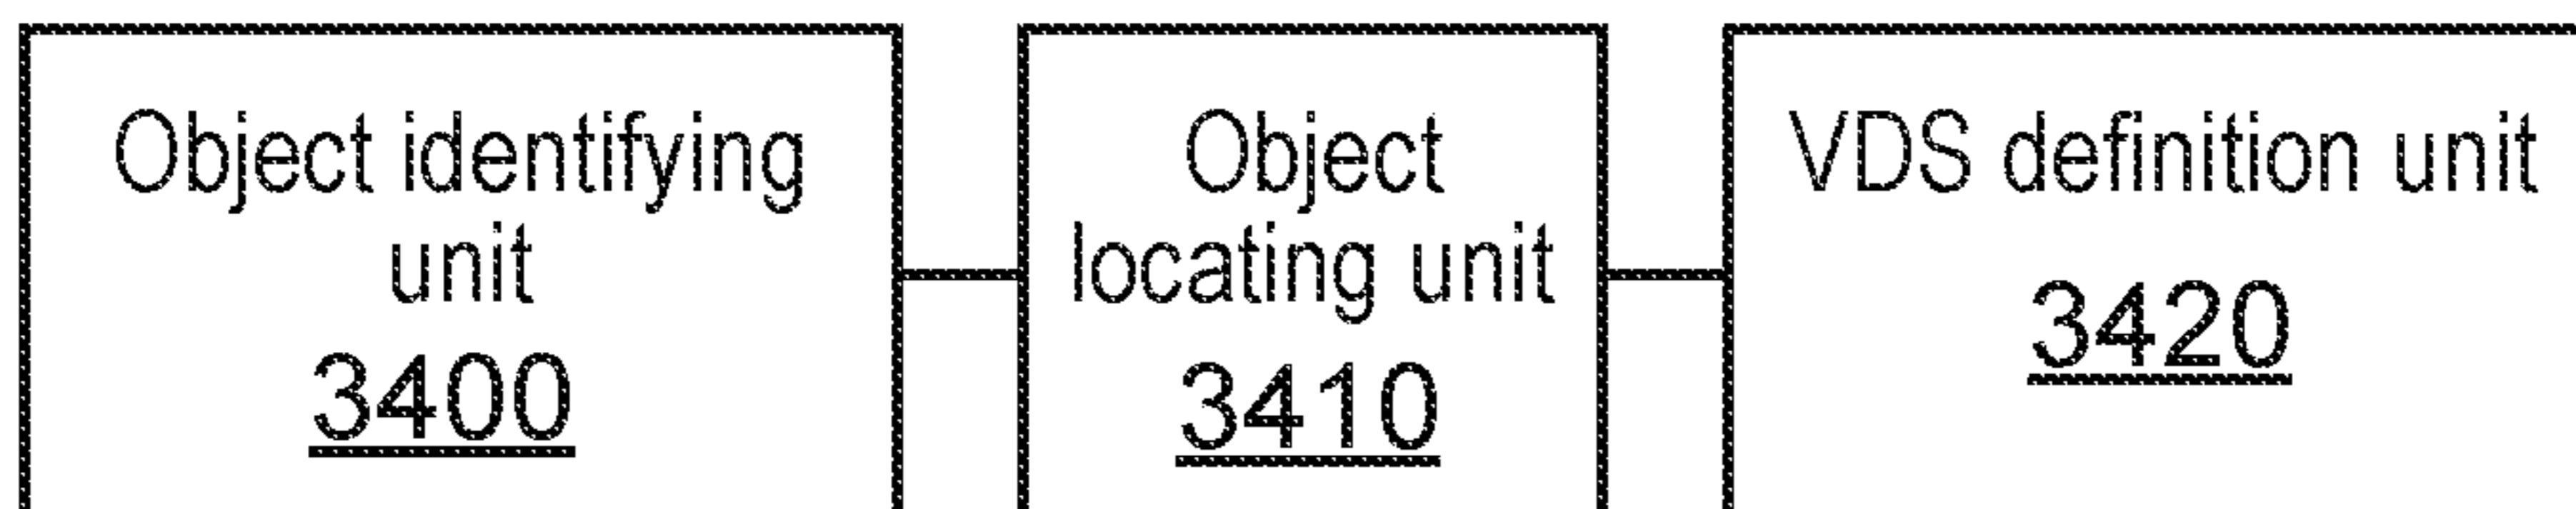 Object identifying
unit
3400
Object
locating unit
3410
VDS definition unit
3420